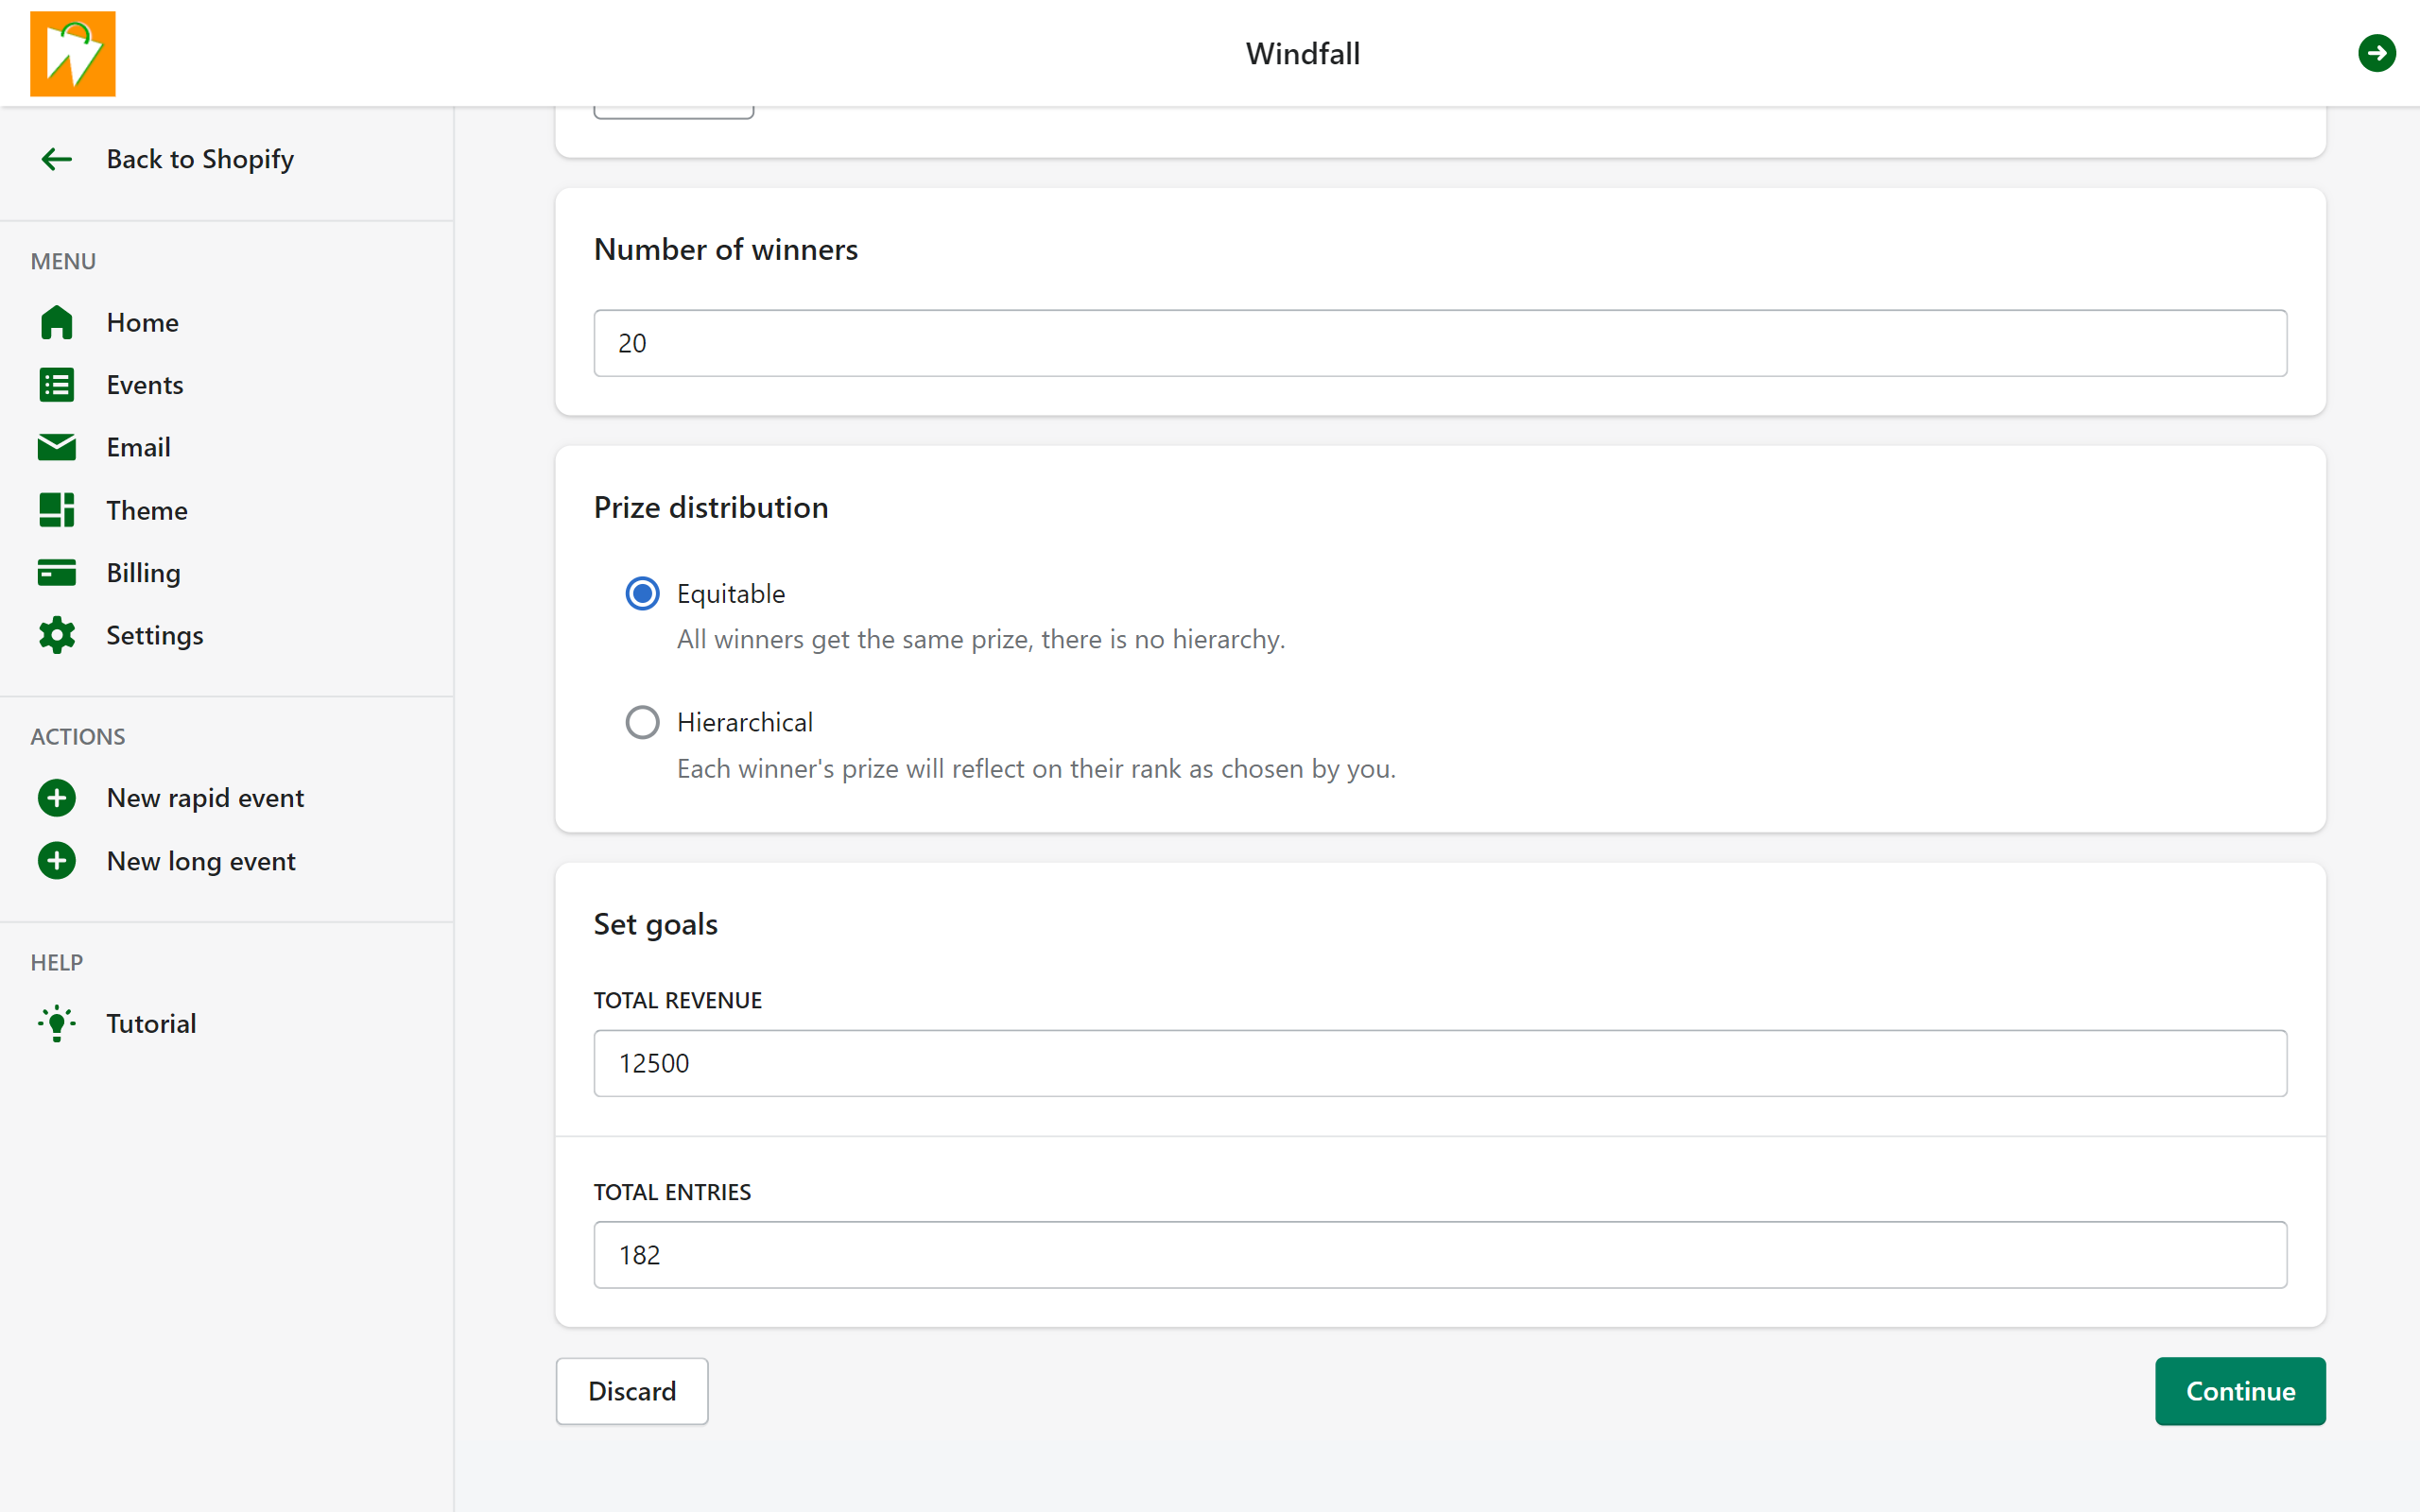 Windfall
Back to Shopify
MENU
Home
Events
Email
Theme
Billing
Settings
ACTIONS
New rapid event
New long event
HELP
Tutorial
Number of winners
20
Prize distribution
Equitable
All winners get the same prize, there is no hierarchy.
Hierarchical
Each winner's prize will reflect on their rank as chosen by you.
Set goals
TOTAL REVENUE
12500
TOTAL ENTRIES
182
Discard
Continue